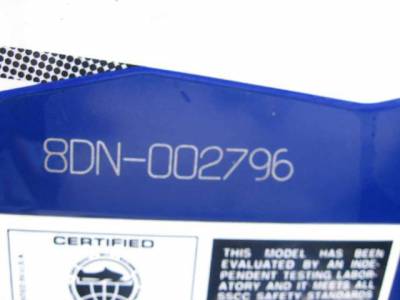 8DN-002796
CERTIFIED
THIS MODEL HAS BEEN
EVALUATED BY AN INDE-
PENDENT TESTING LABOR-
ATORY AND IT MEETS ALL
SSCC SAFETY STANDARDS